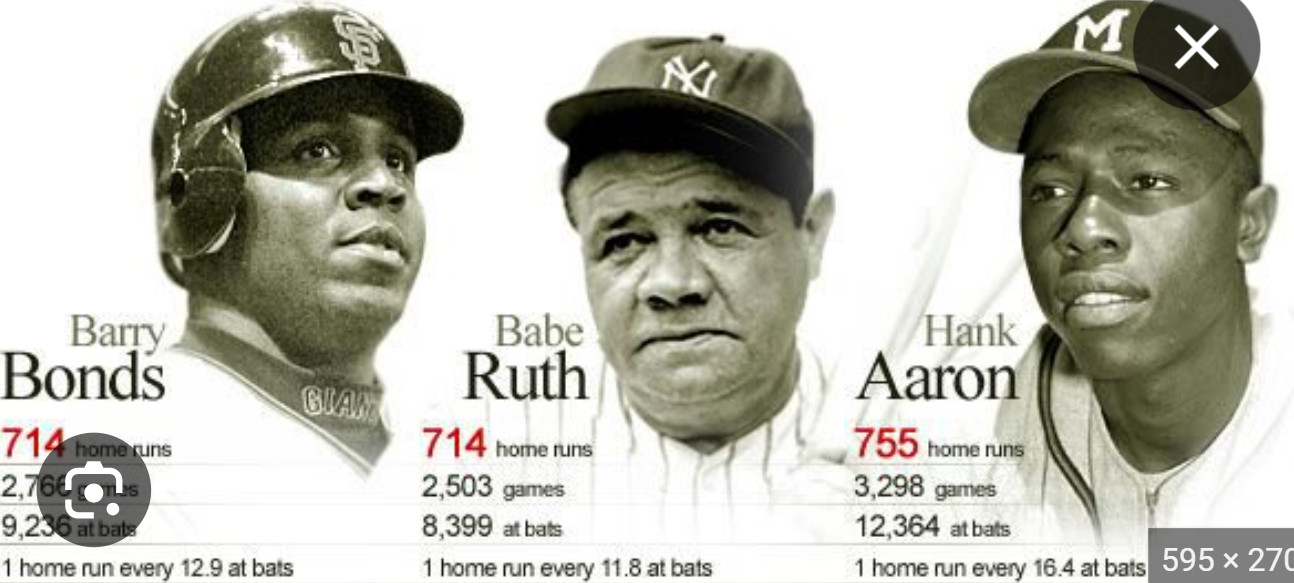 SF
NY
M
Barry
Bonds
GIAN
714 home runs
2,766 games
9,236 at bats
1 home run every 12.9 at bats
Babe
Ruth
714 home runs
2,503 games
8,399 at bats
1 home run every 11.8 at bats
Hank
Aaron
755 home runs
3,298 games
12,364 at bats
1 home run every 16.4 at bats
595 × 270